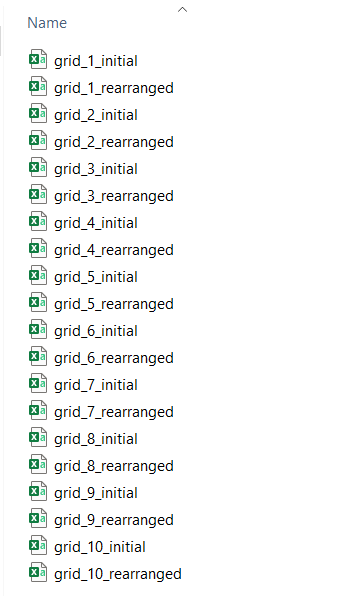 Name
grid_1_initial
grid_1_rearranged
grid_2_initial
grid_2_rearranged
grid_3_initial
grid_3_rearranged
grid_4_initial
grid_4_rearranged
grid_5_initial
grid_5_rearranged
grid_6_initial
grid_6_rearranged
grid_7_initial
grid_7_rearranged
grid_8_initial
grid_8_rearranged
grid_9_initial
grid_9_rearranged
grid_10_initial
grid_10_rearranged